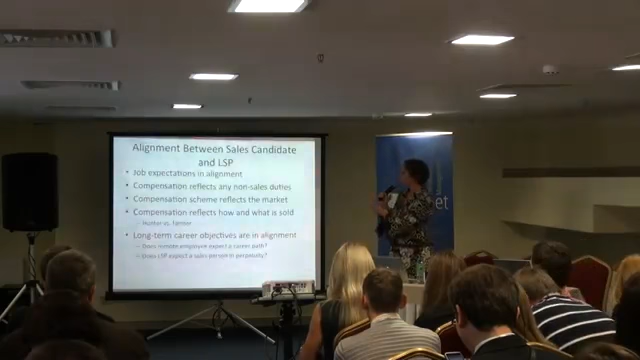 Alignment Between Sales Candidate
and LSP
• Job expectations in alignment
• Compensation reflects any non-sales duties
• Compensation scheme reflects the market
• Compensation reflects how and what is sold
– Hunter vs. farmer
• Long-term career objectives are in alignment
– Does remote employee expect a career path?
– Does LSP expect a sales person in perpetuity?
et